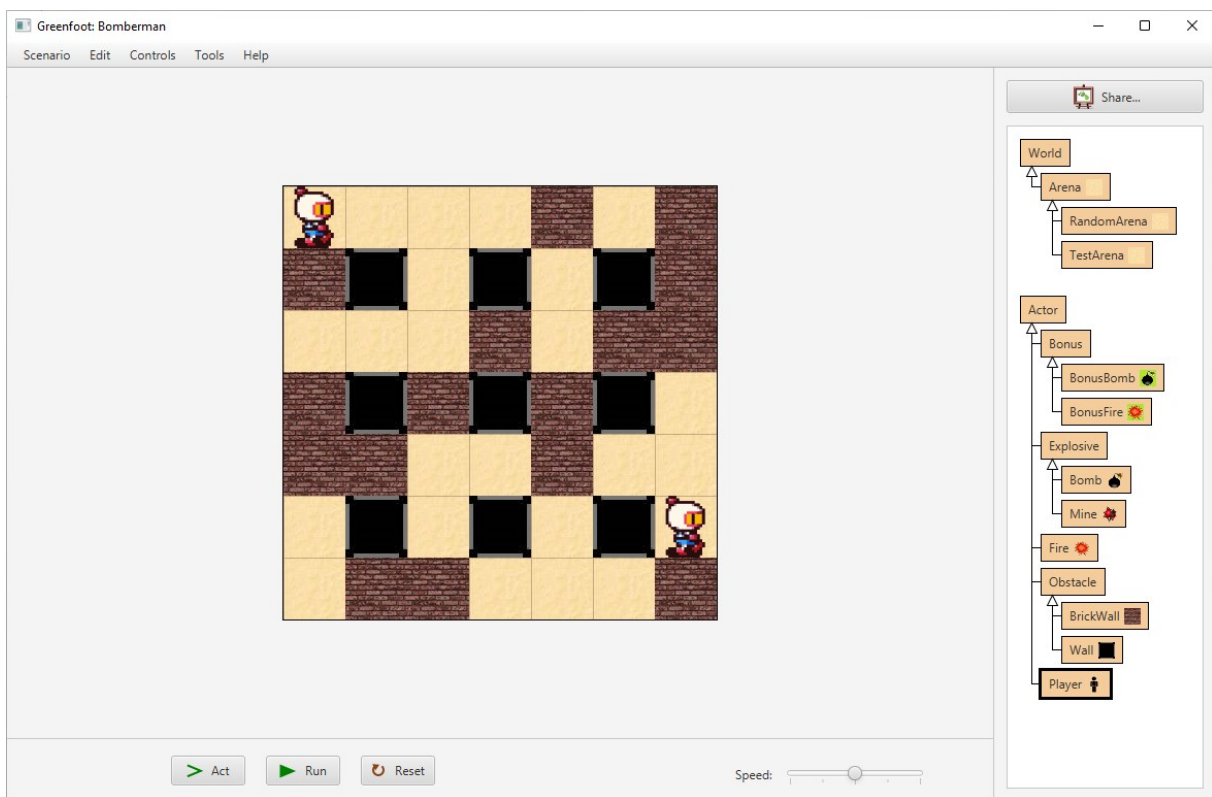 Greenfoot: Bomberman
Scenario Edit Controls Tools Help
Share...
World
Arena
RandomArena
TestArena
Actor
Bonus
BonusBomb
BonusFire
Explosive
Bomb
Mine
Fire
Obstacle
BrickWall
Wall
Player
Act Run Reset Speed: